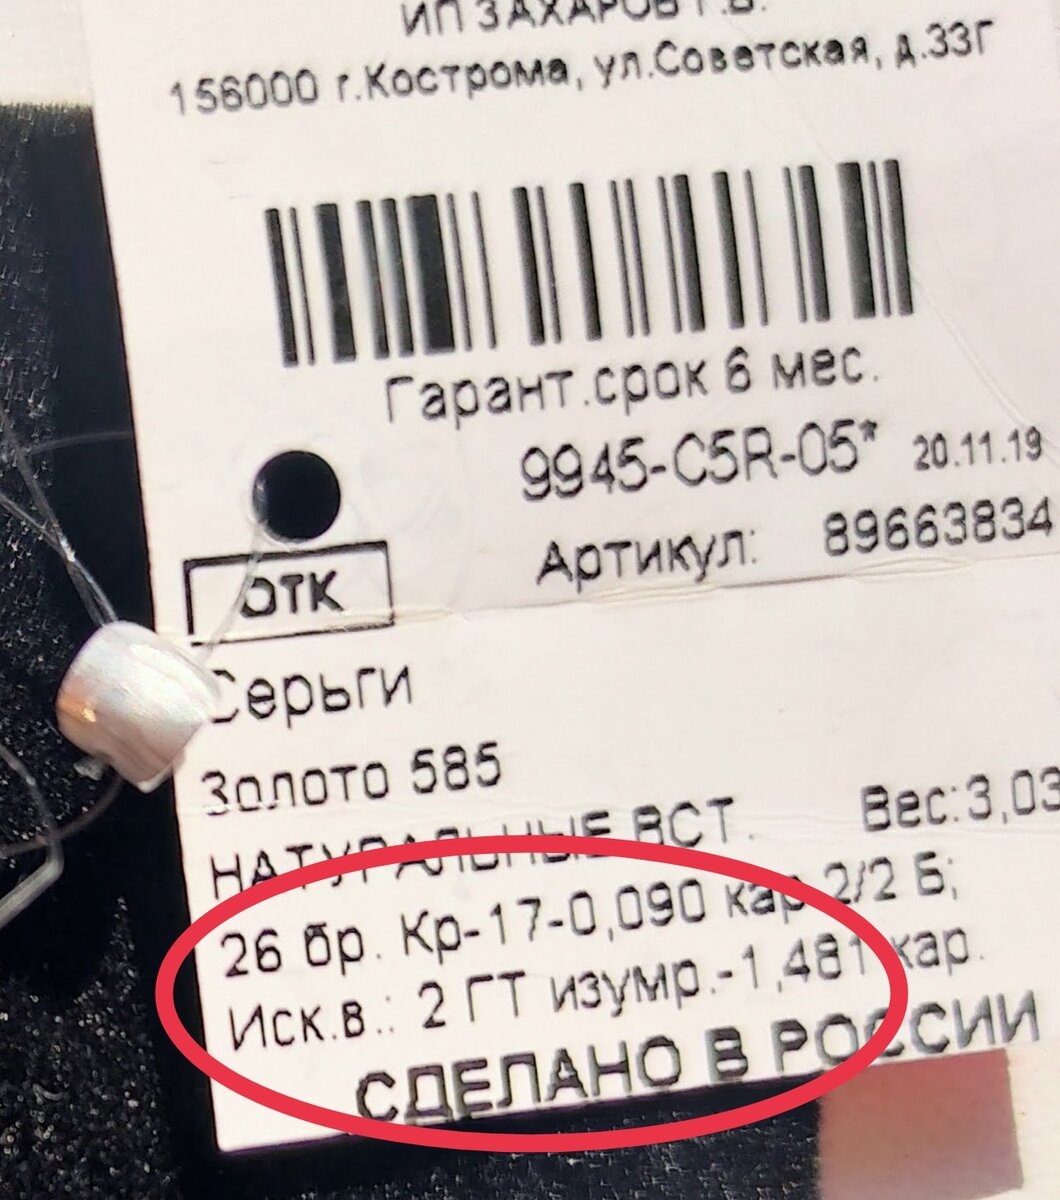 ИП ЗАХАРОВ Г.В.
156000 г.Кострома, ул.Советская, д.33Г
Гарант.срок 6 мес.
9945-C5R-05* 20.11.19
Артикул: 89663834
ОТК
Серьги
Золото 585
НАТУРАЛЬНЫЕ ВСТ. Вес:3,03
26 бр. Кр-17-0,090 кар 2/2 Б;
Иск.в.: 2 ГТ изумр.-1,481 кар.
СДЕЛАНО В РОССИИ